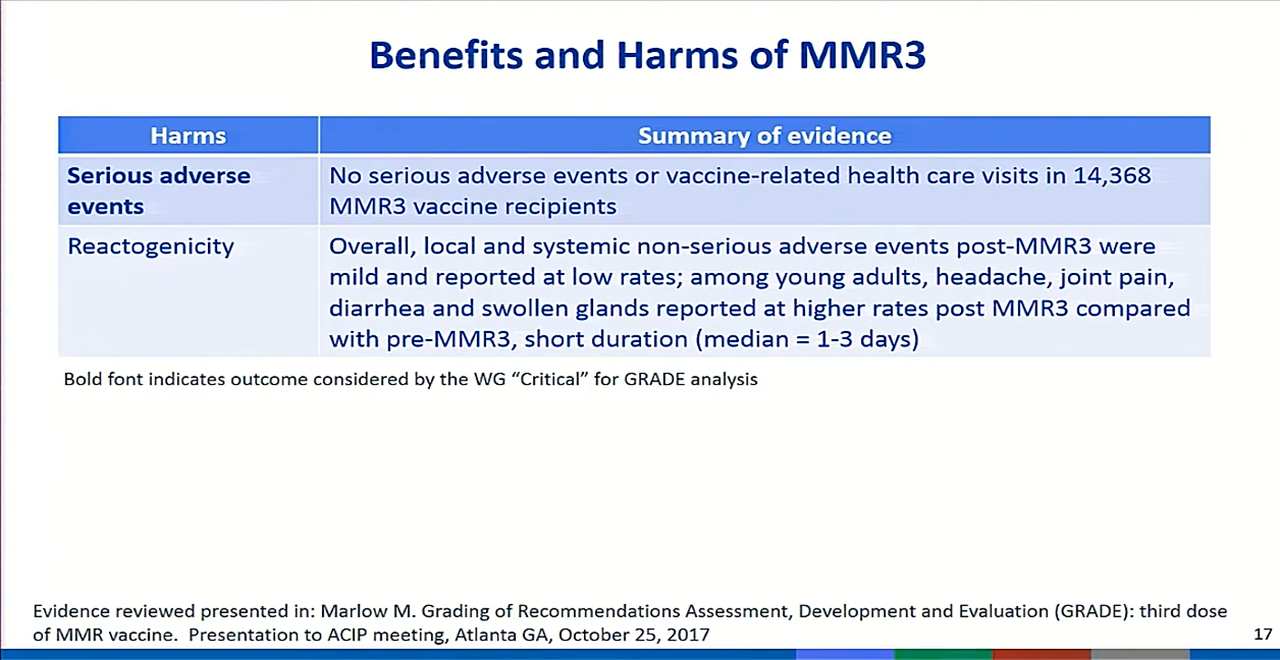 Benefits and Harms of MMR3
Harms
Summary of evidence
Serious adverse
events
No serious adverse events or vaccine-related health care visits in 14,368
MMR3 vaccine recipients
Reactogenicity
Overall, local and systemic non-serious adverse events post-MMR3 were
mild and reported at low rates; among young adults, headache, joint pain,
diarrhea and swollen glands reported at higher rates post MMR3 compared
with pre-MMR3, short duration (median = 1-3 days)
Bold font indicates outcome considered by the WG “Critical” for GRADE analysis
Evidence reviewed presented in: Marlow M. Grading of Recommendations Assessment, Development and Evaluation (GRADE): third dose
of MMR vaccine. Presentation to ACIP meeting, Atlanta GA, October 25, 2017
17